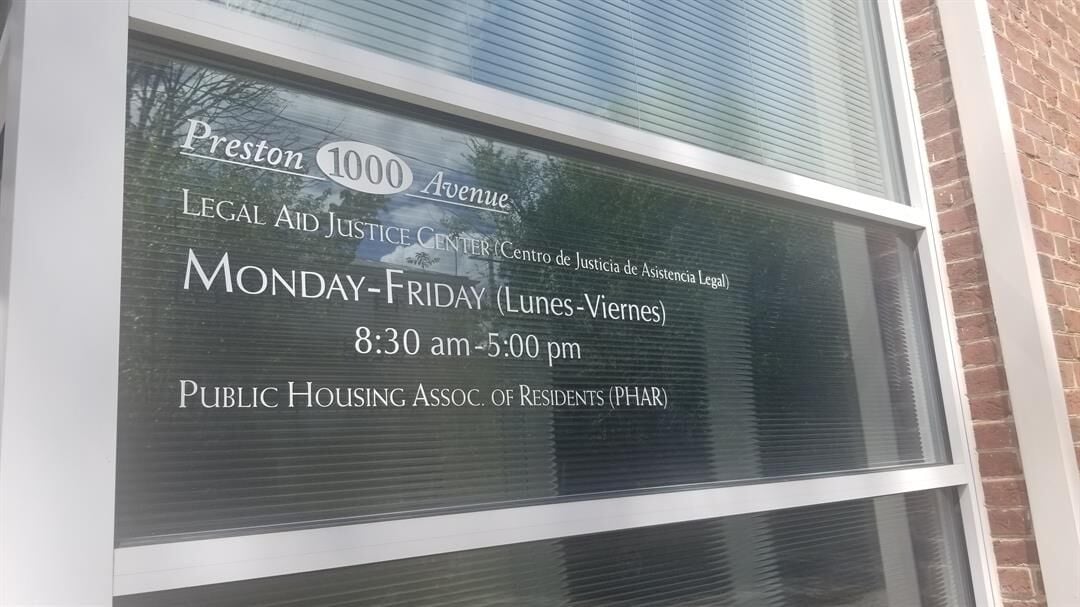 Preston 1000 Avenue
LEGAL AID JUSTICE CENTER (Centro de Justicia de Asistencia Legal)
MONDAY-FRIDAY (Lunes-Viernes)
8:30 am-5:00 pm
PUBLIC HOUSING ASSOC. OF RESIDENTS (PHAR)